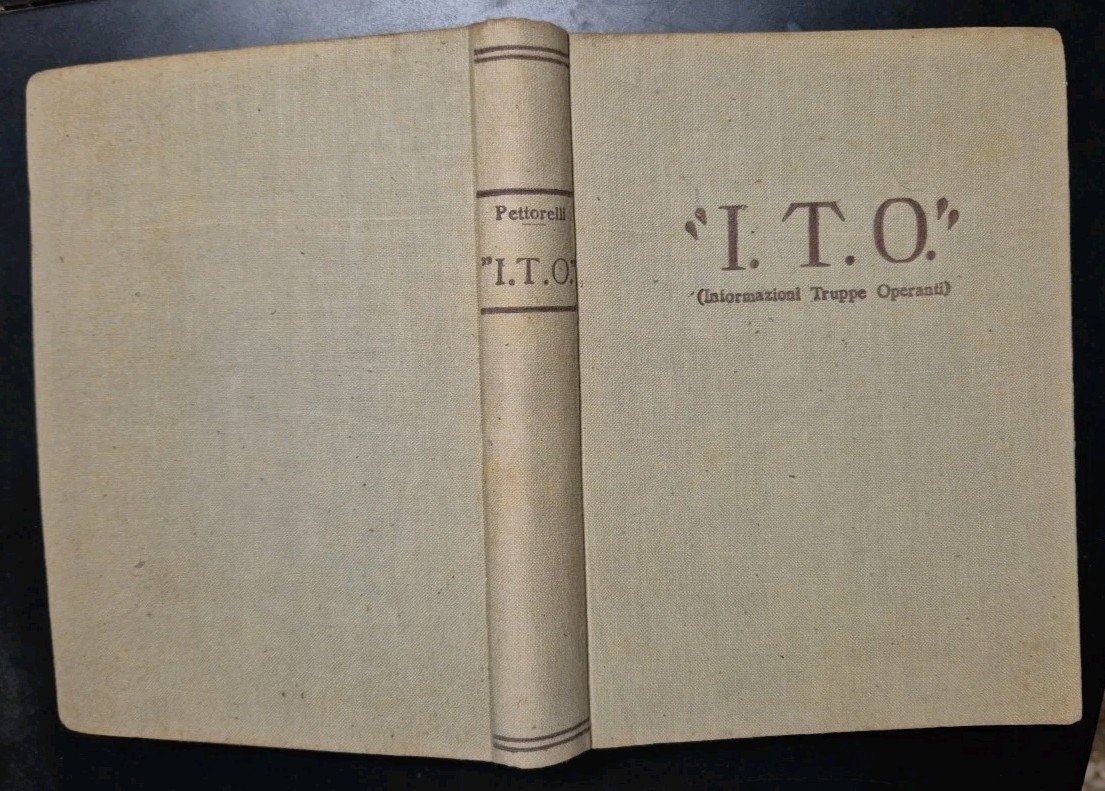 Pettorelli
"I.T.O."
"I. T. O."
(Informazioni Truppe Operanti)